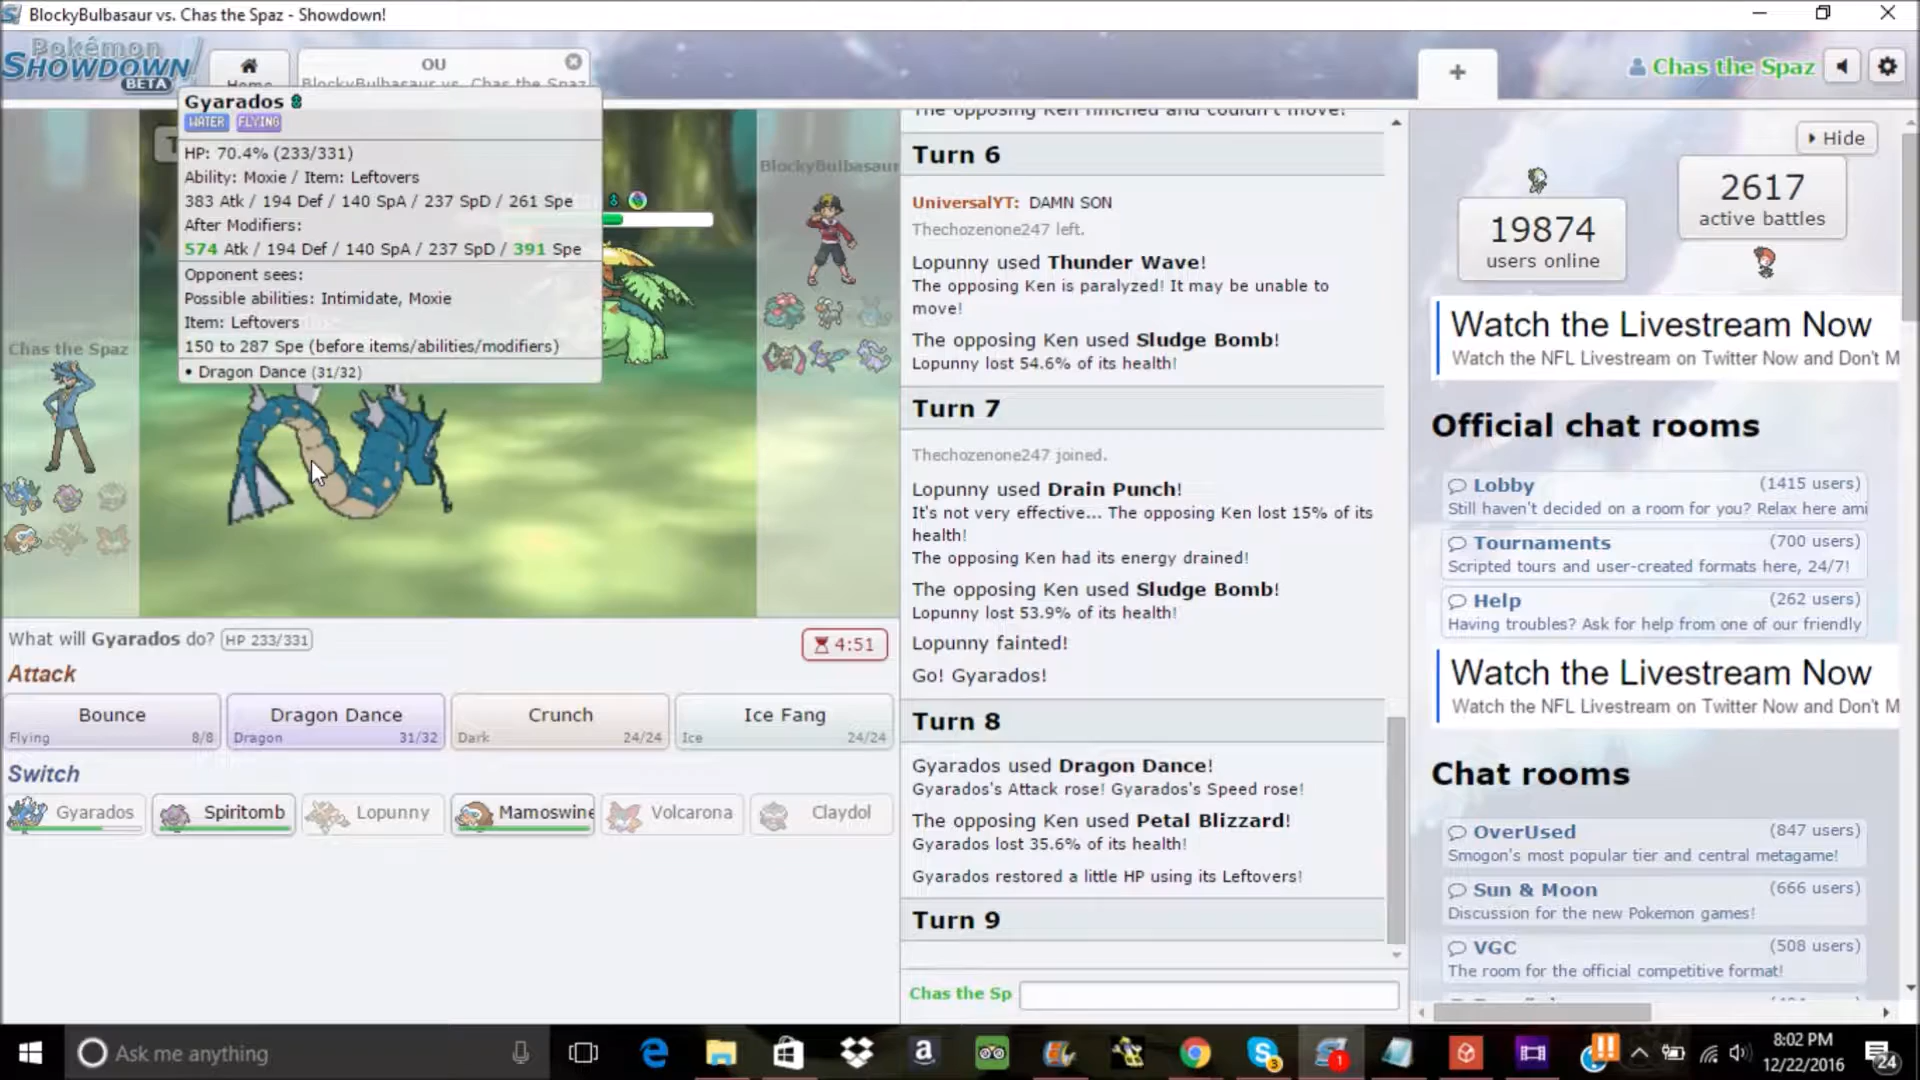 BlockyBulbasaur vs. Chas the Spaz - Showdown!
Pokémon
SHOWDOWN
BETA
Home
OU
BlockyBulbasaur vs. Chas the Spaz
+
Chas the Spaz
Gyarados
WATER FLYING
HP: 70.4% (233/331)
Ability: Moxie / Item: Leftovers
383 Atk / 194 Def / 140 SpA / 237 SpD / 261 Spe
After Modifiers:
574 Atk / 194 Def / 140 SpA / 237 SpD / 391 Spe
Opponent sees:
Possible abilities: Intimidate, Moxie
Item: Leftovers
150 to 287 Spe (before items/abilities/modifiers)
• Dragon Dance (31/32)
BlockyBulbasaur
Chas the Spaz
What will Gyarados do? HP 233/331
4:51
Attack
Bounce
Flying 8/8
Dragon Dance
Dragon 31/32
Crunch
Dark 24/24
Ice Fang
Ice 24/24
Switch
Gyarados
Spiritomb
Lopunny
Mamoswine
Volcarona
Claydol
The opposing Ken flinched and couldn't move!
Turn 6
UniversalYT: DAMN SON
Thechozenone247 left.
Lopunny used Thunder Wave!
The opposing Ken is paralyzed! It may be unable to
move!
The opposing Ken used Sludge Bomb!
Lopunny lost 54.6% of its health!
Turn 7
Thechozenone247 joined.
Lopunny used Drain Punch!
It's not very effective... The opposing Ken lost 15% of its
health!
The opposing Ken had its energy drained!
The opposing Ken used Sludge Bomb!
Lopunny lost 53.9% of its health!
Lopunny fainted!
Go! Gyarados!
Turn 8
Gyarados used Dragon Dance!
Gyarados's Attack rose! Gyarados's Speed rose!
The opposing Ken used Petal Blizzard!
Gyarados lost 35.6% of its health!
Gyarados restored a little HP using its Leftovers!
Turn 9
Chas the Sp
Hide
19874
users online
2617
active battles
Watch the Livestream Now
Watch the NFL Livestream on Twitter Now and Don't M
Official chat rooms
Lobby (1415 users)
Still haven't decided on a room for you? Relax here ami
Tournaments (700 users)
Scripted tours and user-created formats here, 24/7!
Help (262 users)
Having troubles? Ask for help from one of our friendly
Watch the Livestream Now
Watch the NFL Livestream on Twitter Now and Don't M
Chat rooms
OverUsed (847 users)
Smogon's most popular tier and central metagame!
Sun & Moon (666 users)
Discussion for the new Pokemon games!
VGC (508 users)
The room for the official competitive format!
Ask me anything
3
1
8:02 PM
12/22/2016
24